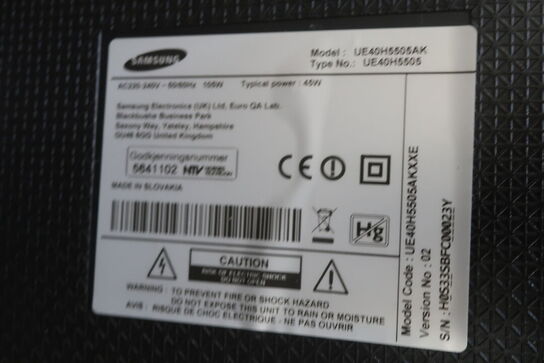 SAMSUNG
Model : UE40H5505AK
Type No.: UE40H5505
AC220-240V ~ 50/60Hz 105W Typical power : 45W
Samsung Electronics (UK) Ltd, Euro QA Lab.
Blackbushe Business Park
Saxony Way, Yateley, Hampshire
GU46 6GG United Kingdom
Godkjenningsnummer
5641102 NTV
MADE IN SLOVAKIA
CE
Hg
CAUTION
RISK OF ELECTRIC SHOCK
DO NOT OPEN
WARNING : TO PREVENT FIRE OR SHOCK HAZARD
DO NOT EXPOSE THIS UNIT TO RAIN OR MOISTURE
AVIS : RISQUE DE CHOC ELECTRIQUE - NE PAS OUVRIR
Model Code : UE40H5505AKXXE
Version No : 02
S/N : H0S33SBFC00023Y